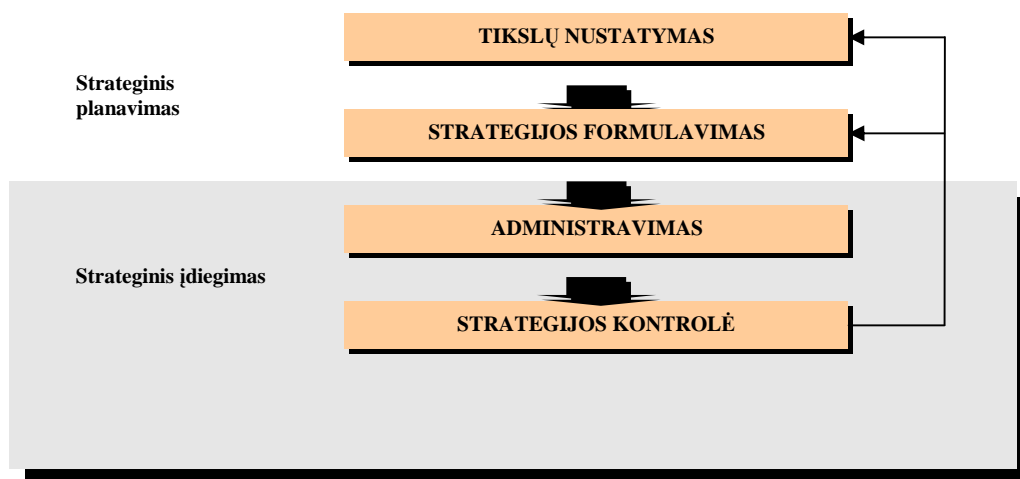 TIKSLŲ NUSTATYMAS
Strateginis
planavimas
STRATEGIJOS FORMULAVIMAS
ADMINISTRAVIMAS
Strateginis įdiegimas
STRATEGIJOS KONTROLĖ